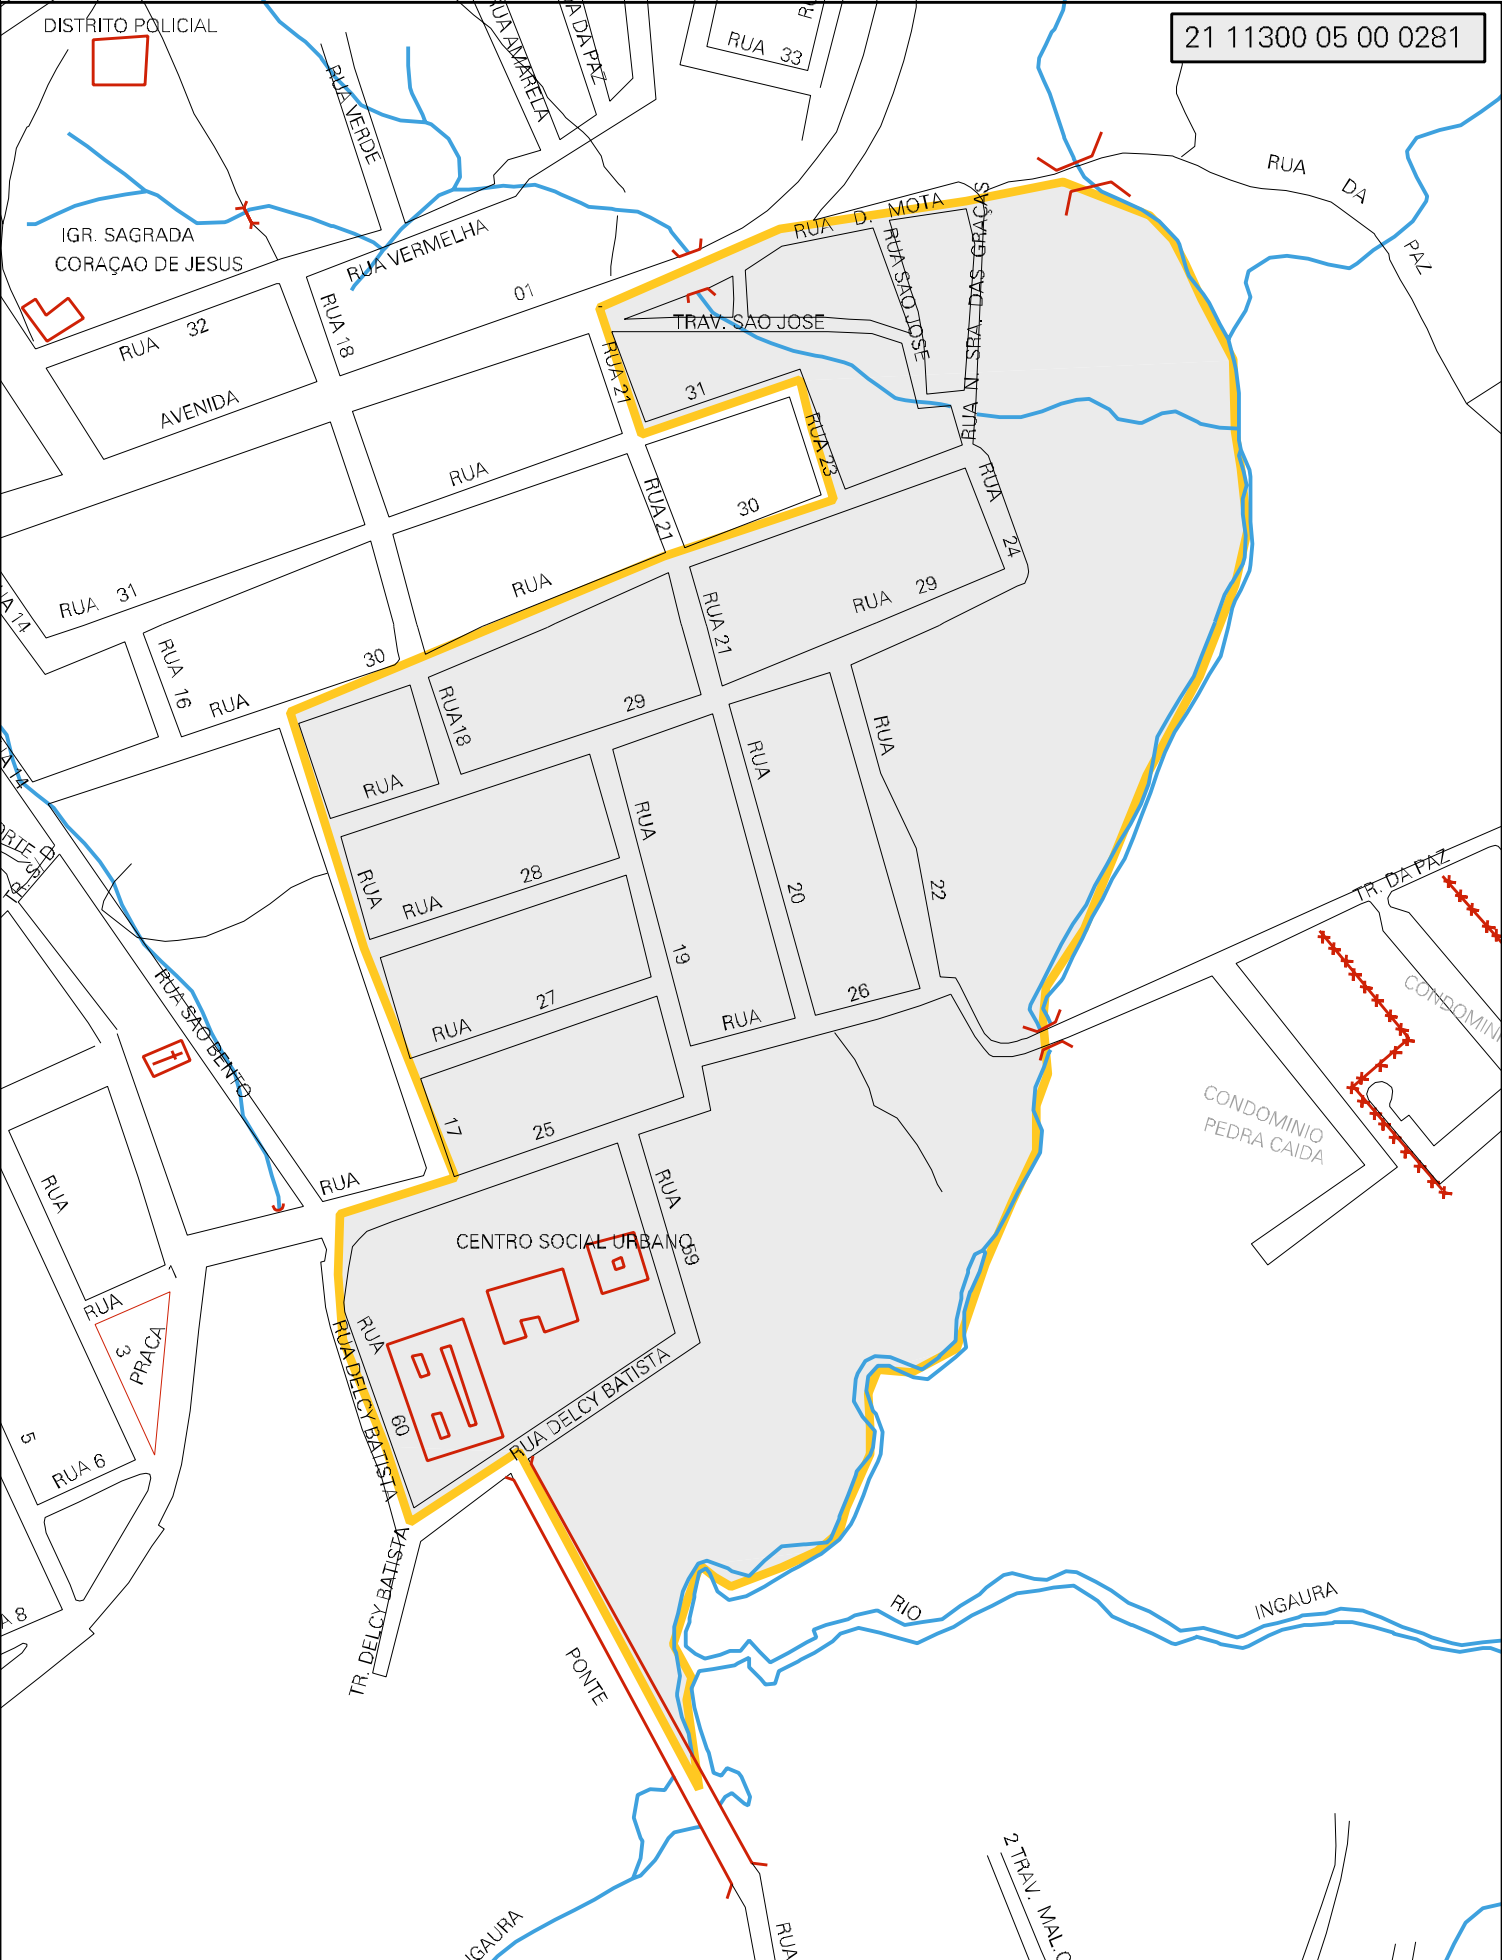 DISTRITO POLICIAL
21 11300 05 00 0281
RUA 33
RUA AMARELA
DA PAZ
RUA VERDE
RUA DA PAZ
IGR. SAGRADA
CORAÇAO DE JESUS
RUA VERMELHA
RUA D. MOTA
RUA SAO JOSE
RUA N. SRA. DAS GRAÇAS
TRAV. SAO JOSE
01
RUA 18
RUA 32
AVENIDA
RUA 21
31
RUA 23
RUA
RUA 21
30
RUA 24
RUA 31
RUA
RUA 29
RUA 21
RUA 16
30
RUA
RUA 18
29
RUA
RUA
RUA 22
RUA
RUA 20
RUA 19
RUA 28
RUA 27
26
RUA
TR. DA PAZ
CONDOMINIO
PEDRA CAIDA
RUA SAO BENTO
17
25
RUA
RUA
RUA 59
CENTRO SOCIAL URBANO
RUA 1
3
PRACA
RUA 60
RUA DELCY BATISTA
RUA DELCY BATISTA
5
RUA 6
TR. DELCY BATISTA
PONTE
RIO INGAURA
2 TRAV. MAL.
RUA